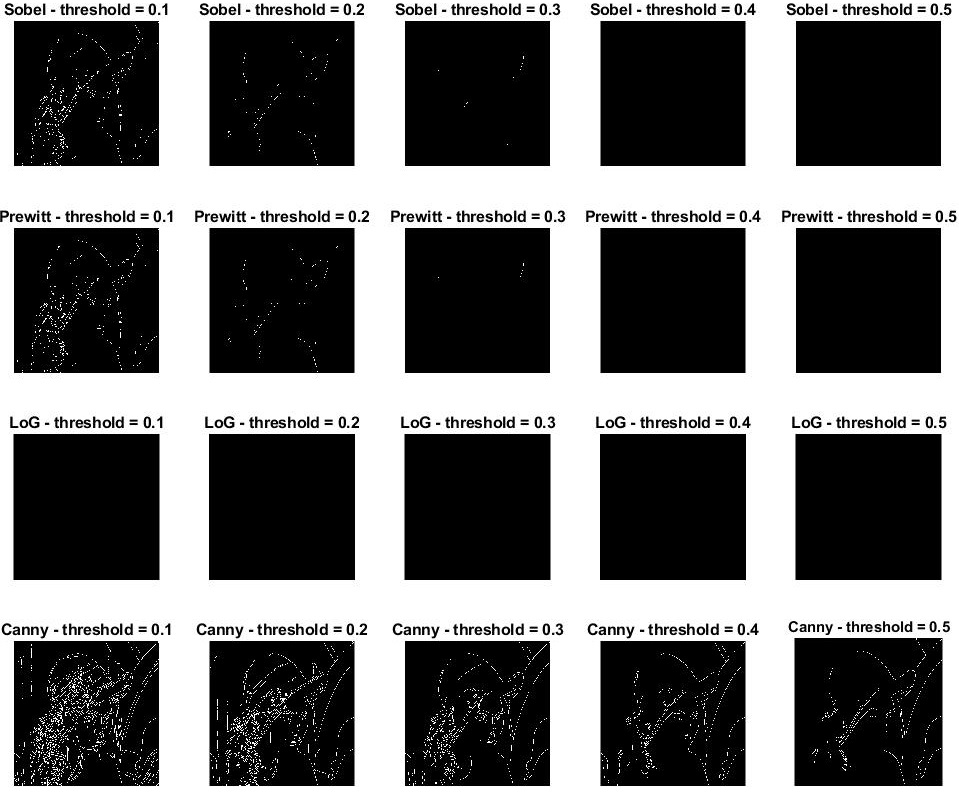 Sobel - threshold = 0.1
Sobel - threshold = 0.2
Sobel - threshold = 0.3
Sobel - threshold = 0.4
Sobel - threshold = 0.5
Prewitt - threshold = 0.1
Prewitt - threshold = 0.2
Prewitt - threshold = 0.3
Prewitt - threshold = 0.4
Prewitt - threshold = 0.5
LoG - threshold = 0.1
LoG - threshold = 0.2
LoG - threshold = 0.3
LoG - threshold = 0.4
LoG - threshold = 0.5
Canny - threshold = 0.1
Canny - threshold = 0.2
Canny - threshold = 0.3
Canny - threshold = 0.4
Canny - threshold = 0.5